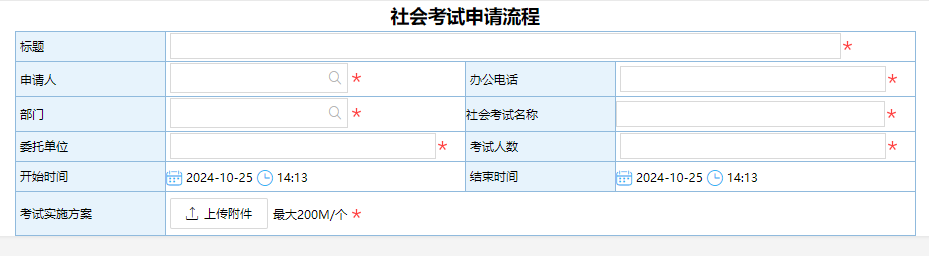 社会考试申请流程
标题 *
申请人 * 办公电话 *
部门 * 社会考试名称 *
委托单位 * 考试人数 *
开始时间 2024-10-25 14:13 结束时间 2024-10-25 14:13
考试实施方案 上传附件 最大200M/个 *